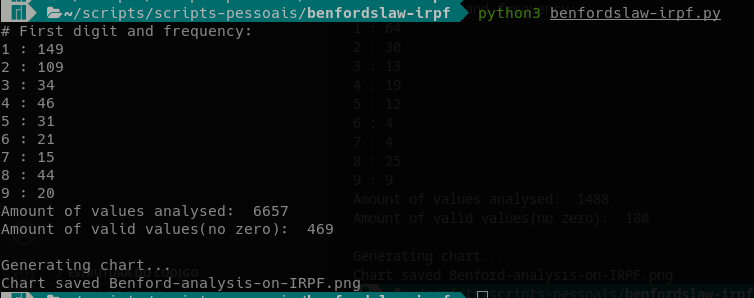 ~/scripts/scripts-pessoais/benfordslaw-irpf python3 benfordslaw-irpf.py
# First digit and frequency:
1 : 149
2 : 109
3 : 34
4 : 46
5 : 31
6 : 21
7 : 15
8 : 44
9 : 20
Amount of values analysed:  6657
Amount of valid values(no zero):  469
Generating chart...
Chart saved Benford-analysis-on-IRPF.png
~/scripts/scripts-pessoais/benfordslaw-irpf
1 : 64
2 : 30
3 : 13
4 : 19
5 : 12
6 : 4
7 : 4
8 : 25
9 : 9
Amount of values analysed:  1488
Amount of valid values(no zero):  180
Generating chart...
Chart saved Benford-analysis-on-IRPF.png
ESTRUTURA DO CÓDIGO